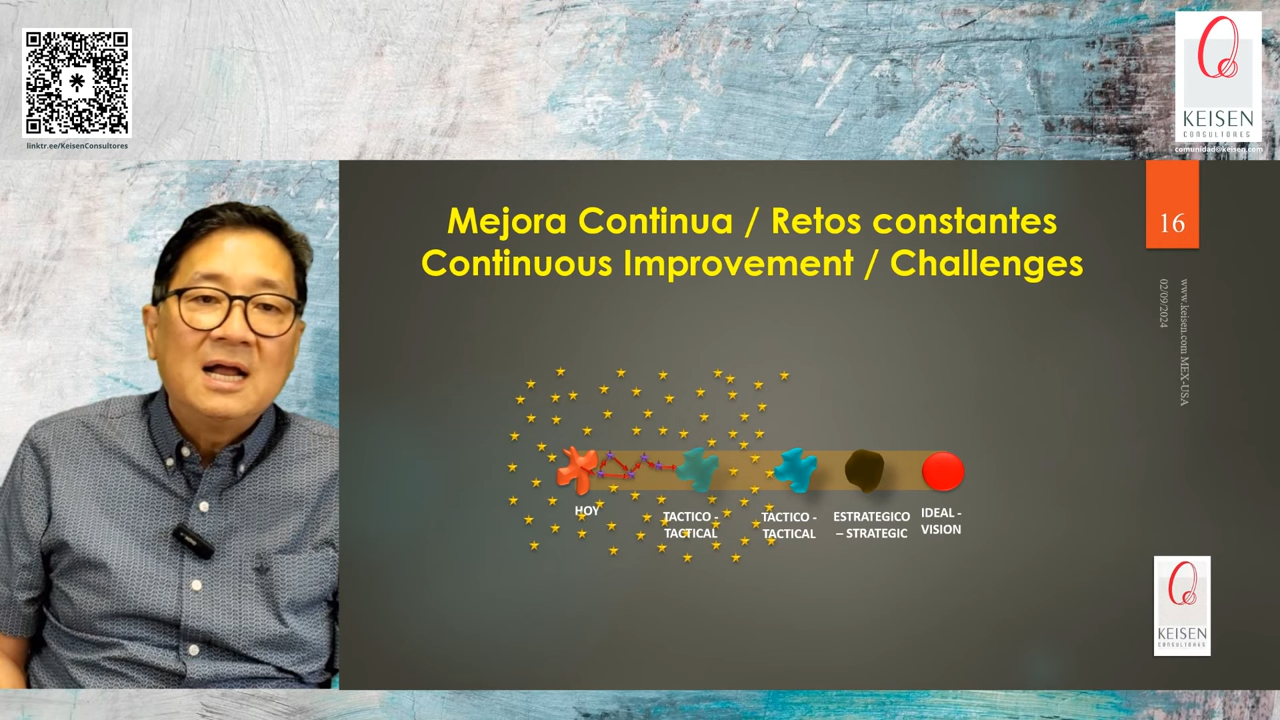 linktr.ee/KeisenConsultores
KEISEN
CONSULTORES
comunidad@keisen.com
Mejora Continua / Retos constantes
Continuous Improvement / Challenges
16
02/09/2024
www.keisen.com MEX-USA
HOY
TACTICO -
TACTICAL
TACTICO -
TACTICAL
ESTRATEGICO
– STRATEGIC
IDEAL -
VISION
KEISEN
CONSULTORES